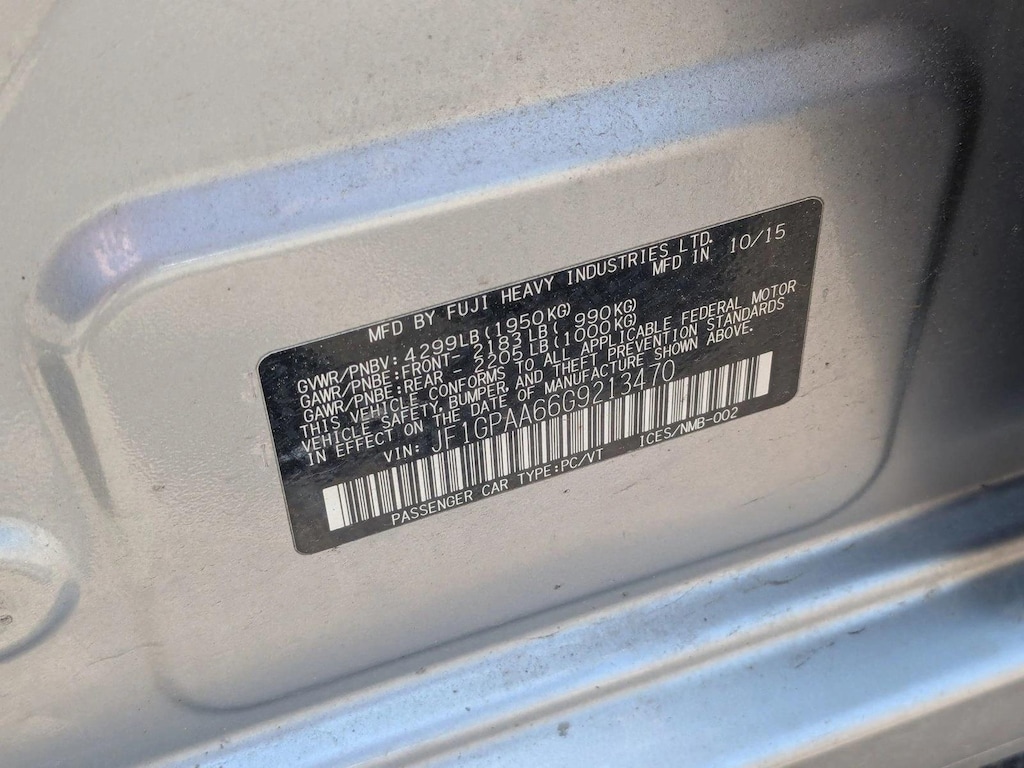 MFD BY FUJI HEAVY INDUSTRIES LTD.
MFD IN 10/15
GVWR/PNBV: 4299LB(1950KG)
GAWR/PNBE:FRONT- 2183LB( 990KG)
GAWR/PNBE:REAR - 2205LB(1000KG)
THIS VEHICLE CONFORMS TO ALL APPLICABLE FEDERAL MOTOR
VEHICLE SAFETY, BUMPER, AND THEFT PREVENTION STANDARDS
IN EFFECT ON THE DATE OF MANUFACTURE SHOWN ABOVE.
VIN: JF1GPAA66G9213470
PASSENGER CAR TYPE:PC/VT ICES/NMB-002